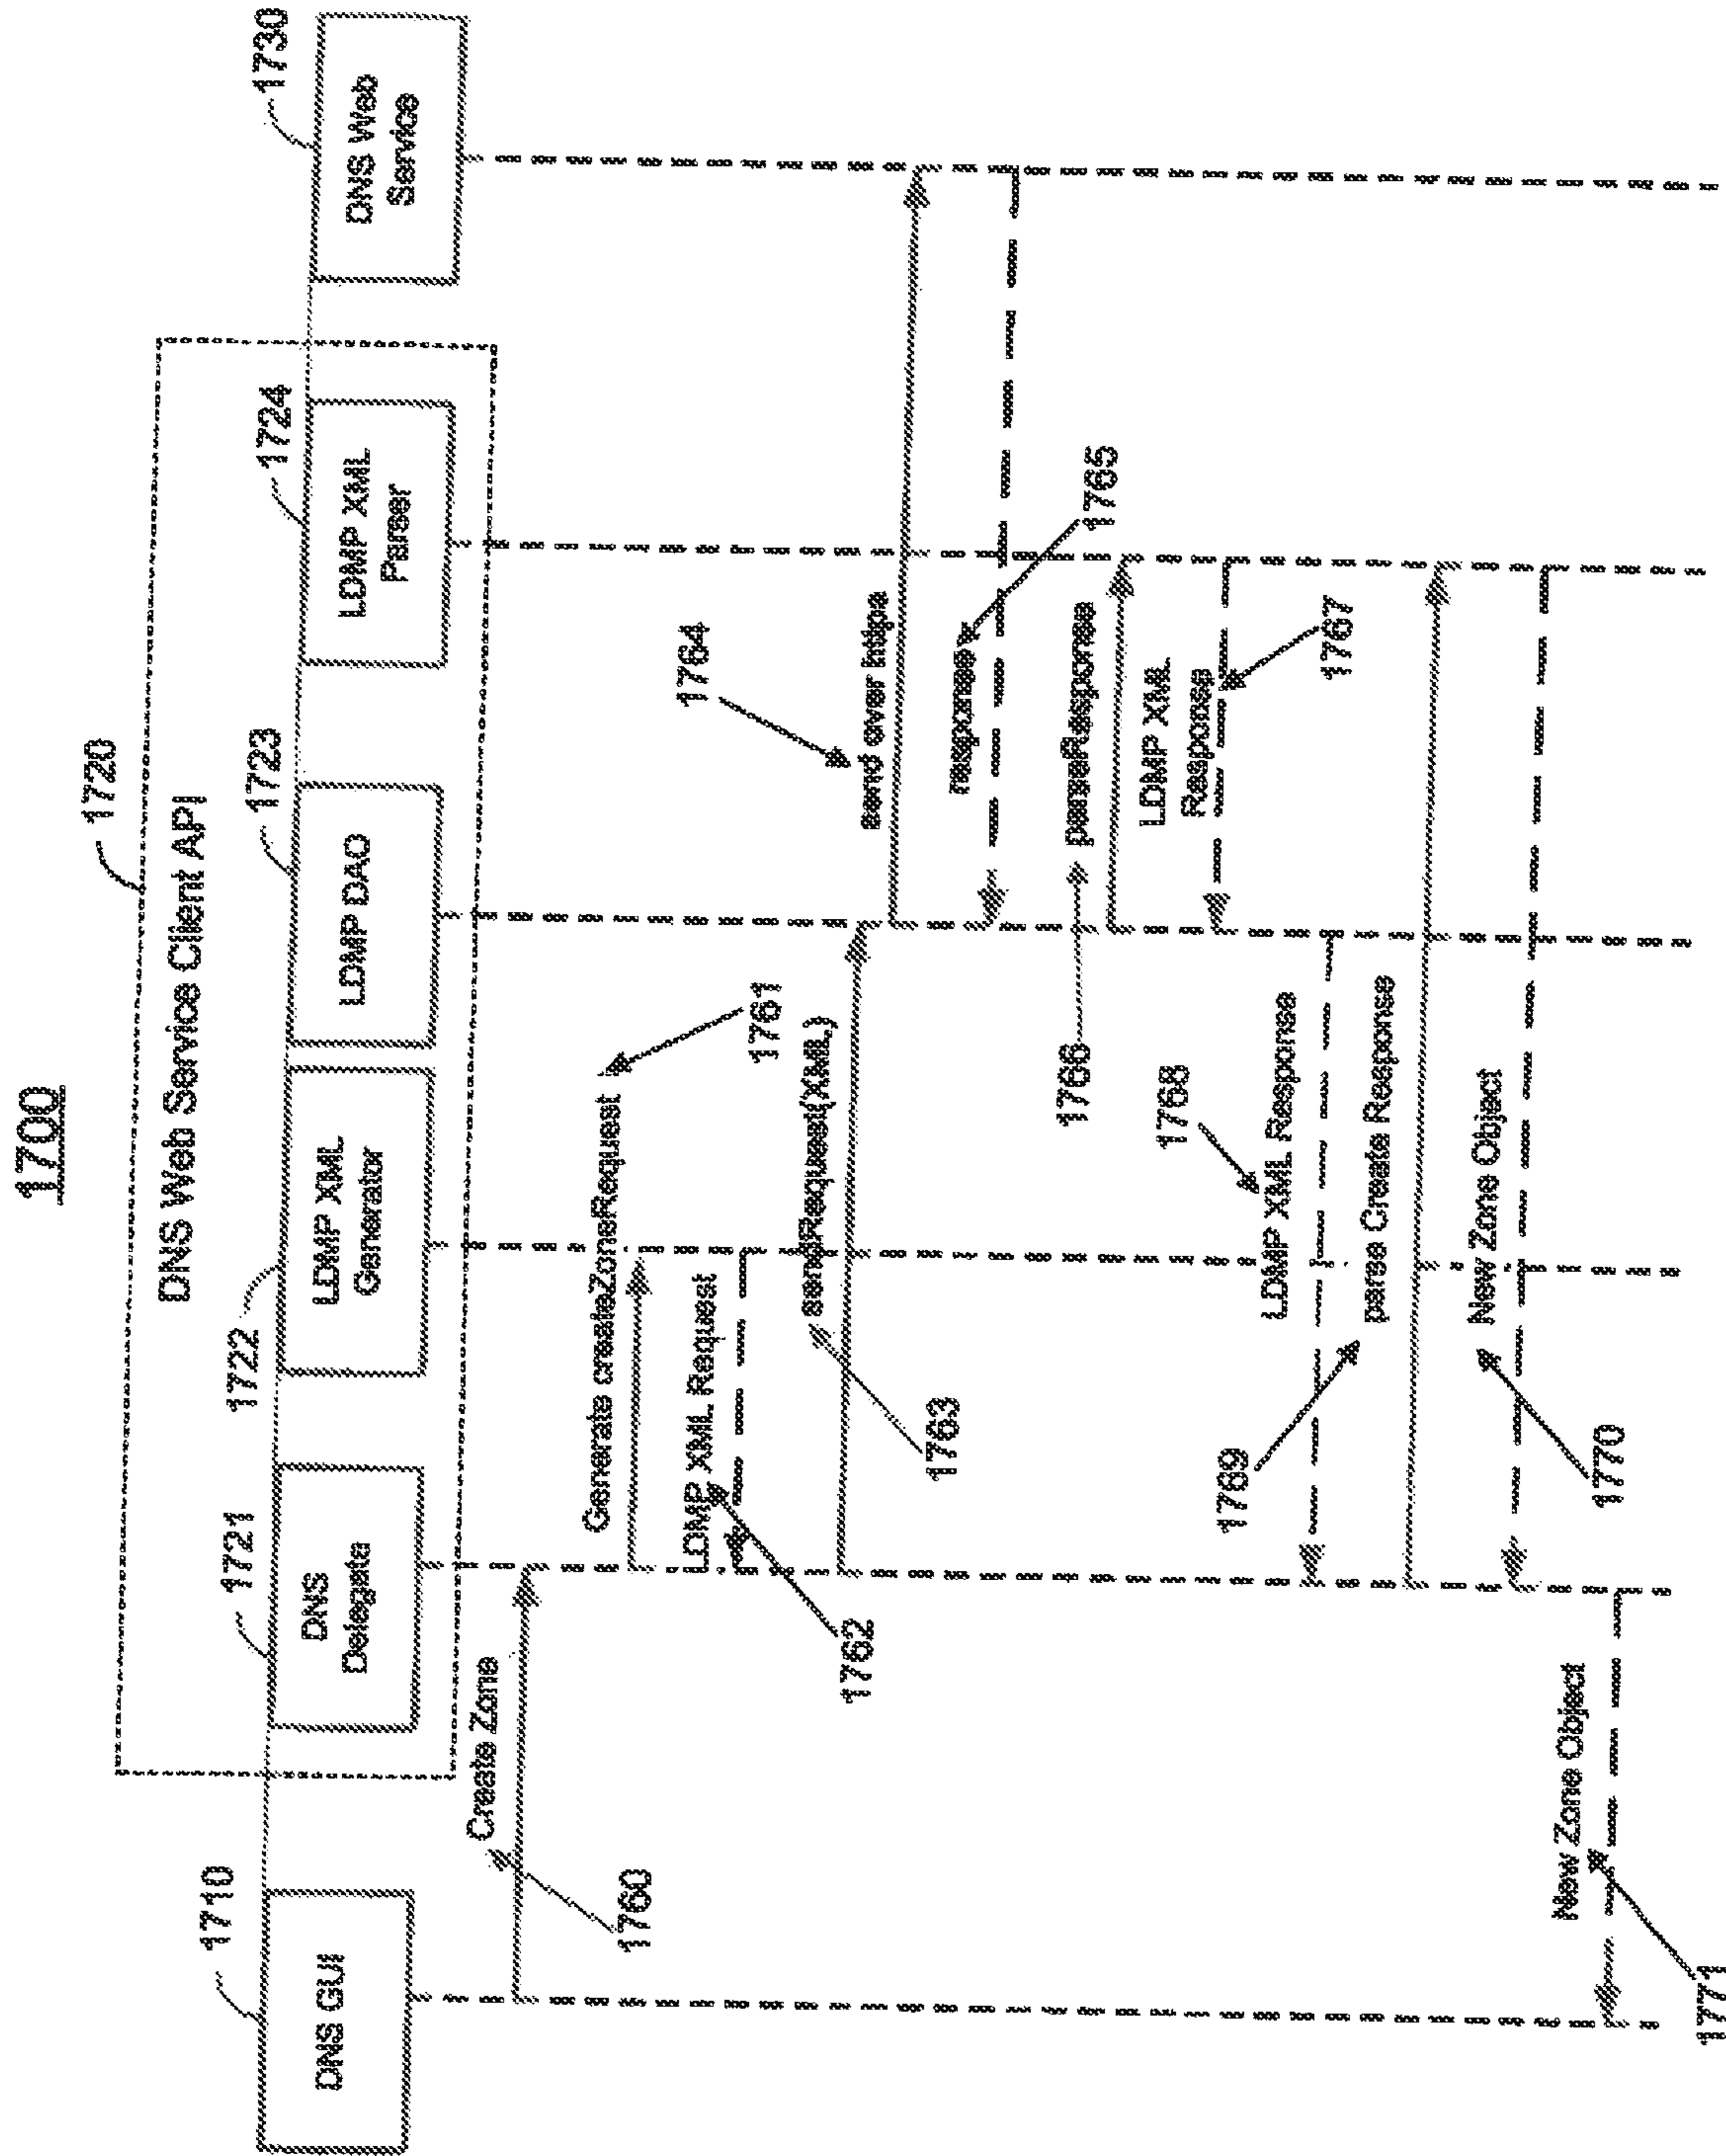 1700
1720
DNS Web Service Client API
1710
1721
1722
1723
1724
1730
DNS GUI
DNS
Delegate
LDMP XML
Generator
LDMP DAO
LDMP XML
Parser
DNS Web
Service
Create Zone
1760
Generate createZoneRequest
1761
LDMP XML Request
1762
sendRequest(XML)
1763
send over https
1764
response
1765
parseResponse
1766
LDMP XML
Response
1767
1768
LDMP XML Response
1769
parse Create Response
New Zone Object
1770
New Zone Object
1771